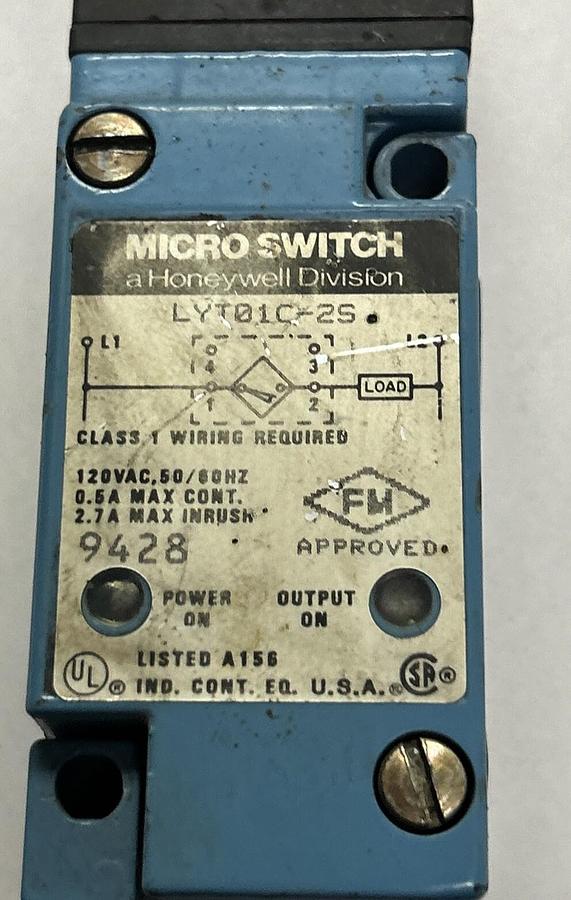 MICRO SWITCH
a Honeywell Division
LYT01C-2S
L1 L2
4 3
1 2 LOAD
CLASS 1 WIRING REQUIRED
120VAC,50/60HZ
0.5A MAX CONT.
2.7A MAX INRUSH
FM
9428 APPROVED
POWER ON
OUTPUT ON
UL ® LISTED A156 SA ®
IND. CONT. EQ. U.S.A. ®